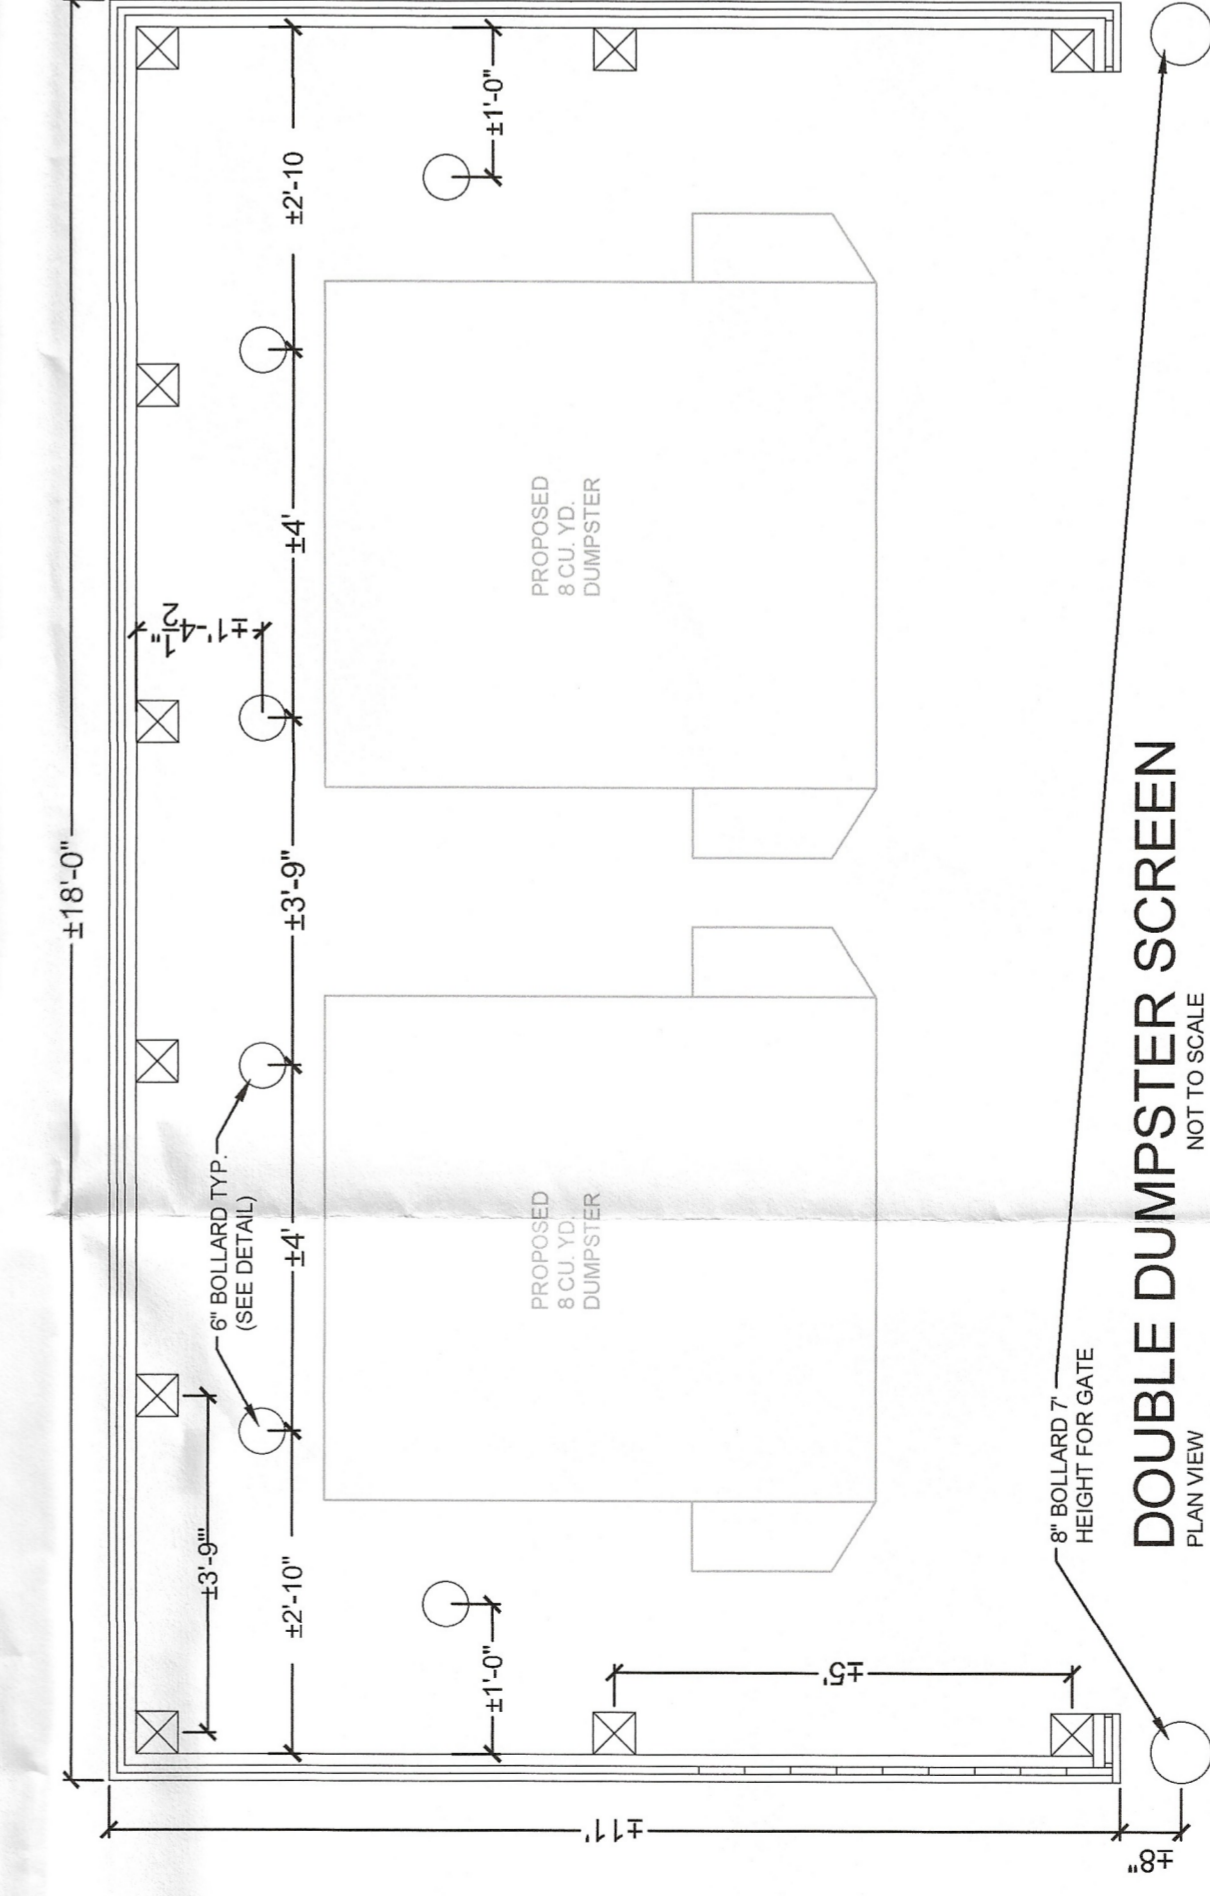 ±18'-0"
±1'-4 1/2"
6" BOLLARD TYP.
(SEE DETAIL)
±3'-9"'
±2'-10"
±4'
±3'-9"
±4'
±2'-10
±1'-0"
±1'-0"
PROPOSED
8 CU. YD.
DUMPSTER
PROPOSED
8 CU. YD.
DUMPSTER
±11'
±5'
8" BOLLARD 7'
HEIGHT FOR GATE
±8"
DOUBLE DUMPSTER SCREEN
PLAN VIEW
NOT TO SCALE